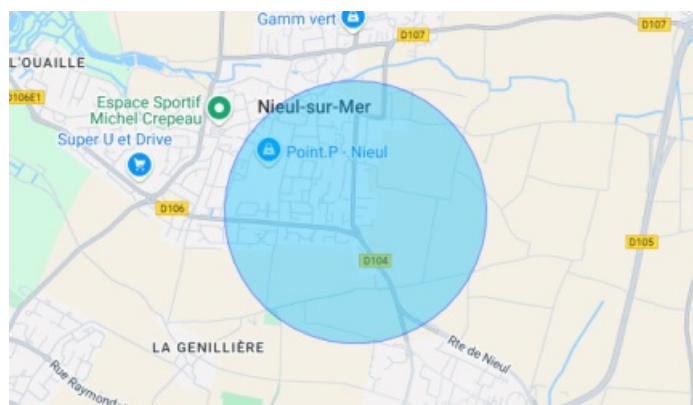 Gamm vert
D107
D107
L'OUAILLE
D106E1
Espace Sportif
Michel Crepeau
Nieul-sur-Mer
Super U et Drive
Point.P - Nieul
D106
D105
D104
LA GENILLIÈRE
Rte de Nieul
Rue Raymond